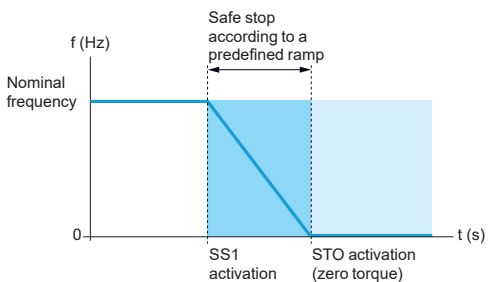 Safe stop
according to a
predefined ramp
f (Hz)
Nominal
frequency
0
t (s)
SS1
activation
STO activation
(zero torque)